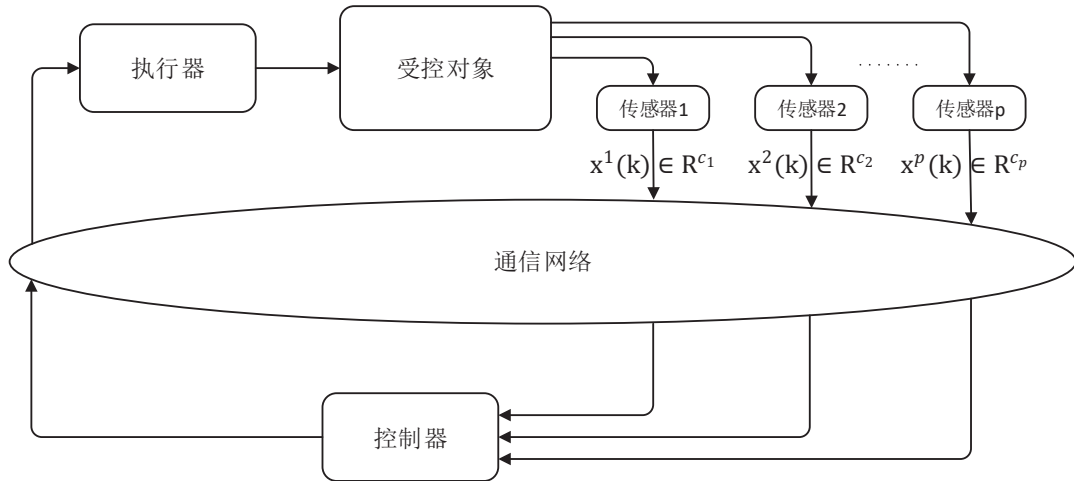 执行器
受控对象
.......
传感器1
传感器2
传感器p
x¹(k) ∈ R^{c₁}
x²(k) ∈ R^{c₂}
x^p(k) ∈ R^{c_p}
通信网络
控制器